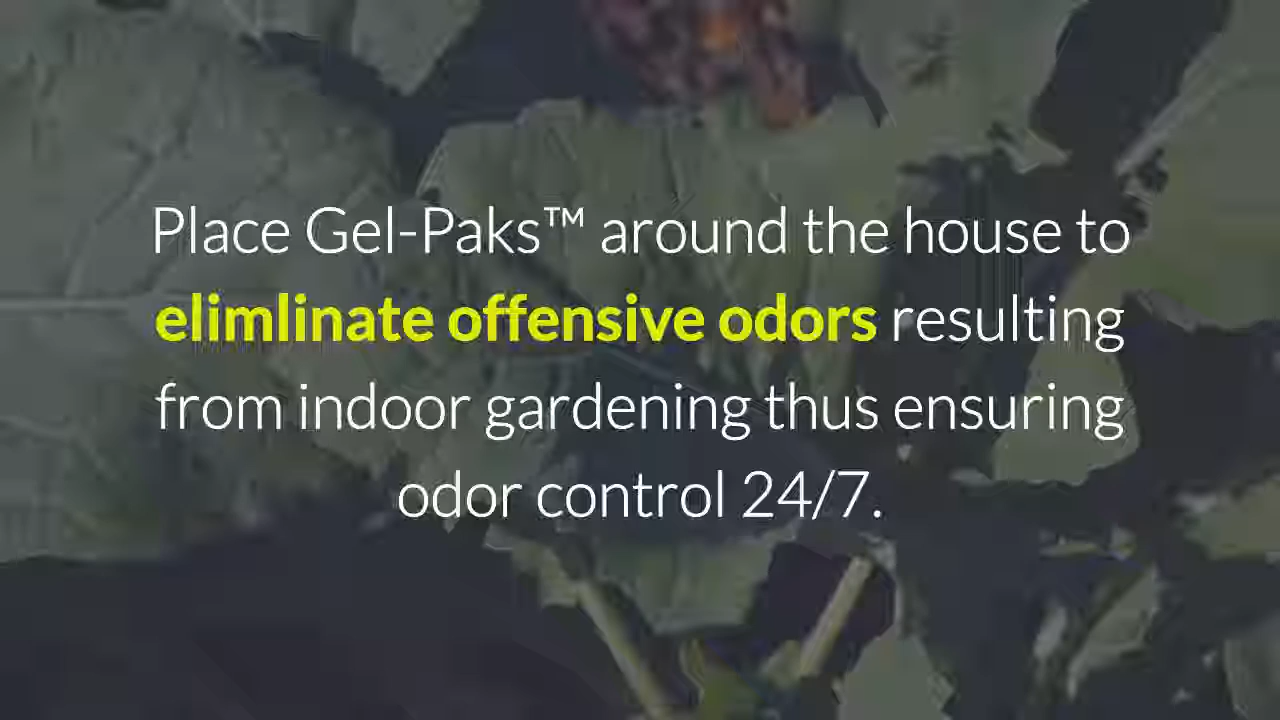 Place Gel-Paks™ around the house to
elimlinate offensive odors resulting
from indoor gardening thus ensuring
odor control 24/7.